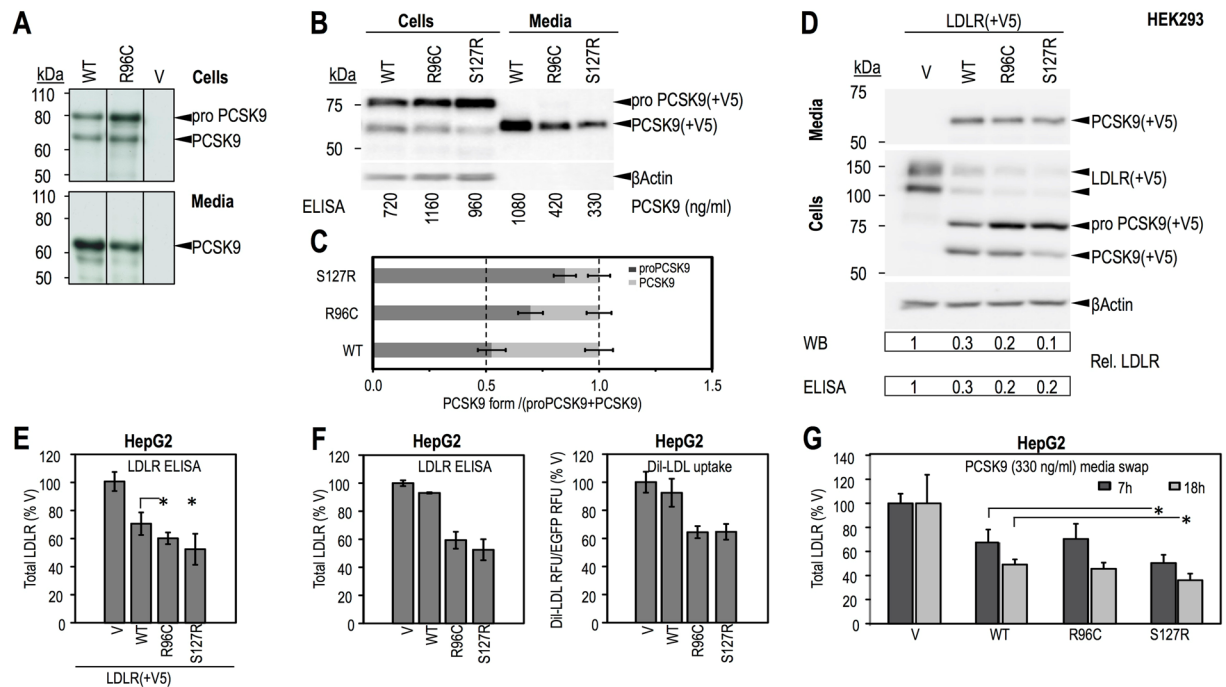 A
kDa
WT
R96C
V
Cells
110
80
60
50
pro PCSK9
PCSK9
Media
110
80
60
50
PCSK9
B
Cells
Media
kDa
WT
R96C
S127R
WT
R96C
S127R
75
50
pro PCSK9(+V5)
PCSK9(+V5)
βActin
ELISA
720
1160
960
1080
420
330
PCSK9 (ng/ml)
C
S127R
R96C
WT
proPCSK9
PCSK9
0.0
0.5
1.0
1.5
PCSK9 form /(proPCSK9+PCSK9)
D
LDLR(+V5)
HEK293
kDa
V
WT
R96C
S127R
Media
75
50
PCSK9(+V5)
Cells
150
100
75
50
LDLR(+V5)
pro PCSK9(+V5)
PCSK9(+V5)
βActin
WB
1 0.3 0.2 0.1
Rel. LDLR
ELISA
1 0.3 0.2 0.2
E
HepG2
LDLR ELISA
Total LDLR (% V)
120
100
80
60
40
20
0
* *
V
WT
R96C
S127R
LDLR(+V5)
F
HepG2
LDLR ELISA
Total LDLR (% V)
120
100
80
60
40
20
0
V
WT
R96C
S127R
HepG2
Dil-LDL uptake
Dil-LDL RFU/EGFP RFU (% V)
120
100
80
60
40
20
0
V
WT
R96C
S127R
G
HepG2
PCSK9 (330 ng/ml) media swap
7h
18h
*
*
Total LDLR (% V)
140
120
100
80
60
40
20
0
V
WT
R96C
S127R